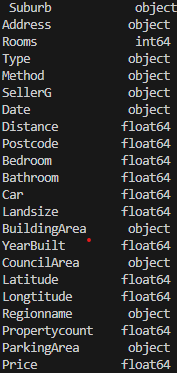 Suburb object
Address object
Rooms int64
Type object
Method object
SellerG object
Date object
Distance float64
Postcode float64
Bedroom float64
Bathroom float64
Car float64
Landsize float64
BuildingArea object
YearBuilt float64
CouncilArea object
Latitude float64
Longtitude float64
Regionname object
Propertycount float64
ParkingArea object
Price float64